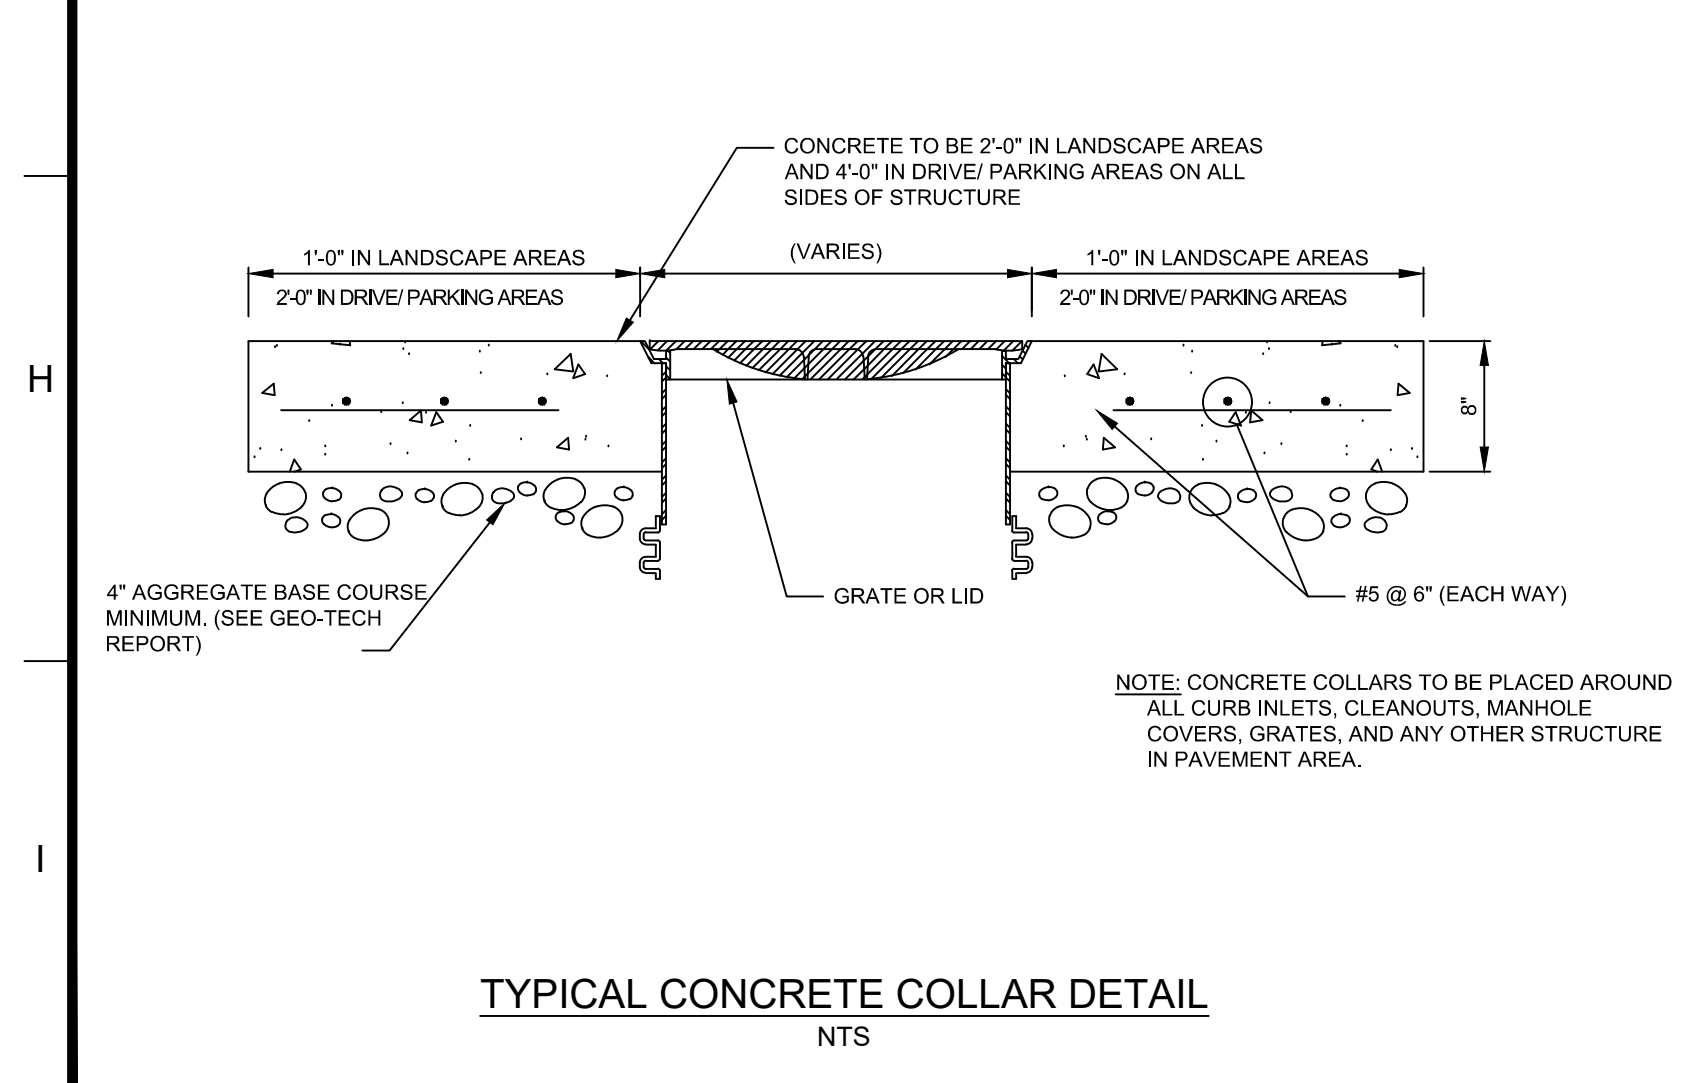 CONCRETE TO BE 2'-0" IN LANDSCAPE AREAS
AND 4'-0" IN DRIVE/ PARKING AREAS ON ALL
SIDES OF STRUCTURE
(VARIES)
1'-0" IN LANDSCAPE AREAS
2'-0" IN DRIVE/ PARKING AREAS
1'-0" IN LANDSCAPE AREAS
2'-0" IN DRIVE/ PARKING AREAS
H
8"
4" AGGREGATE BASE COURSE
MINIMUM. (SEE GEO-TECH
REPORT)
GRATE OR LID
#5 @ 6" (EACH WAY)
NOTE: CONCRETE COLLARS TO BE PLACED AROUND
ALL CURB INLETS, CLEANOUTS, MANHOLE
COVERS, GRATES, AND ANY OTHER STRUCTURE
IN PAVEMENT AREA.
I
TYPICAL CONCRETE COLLAR DETAIL
NTS